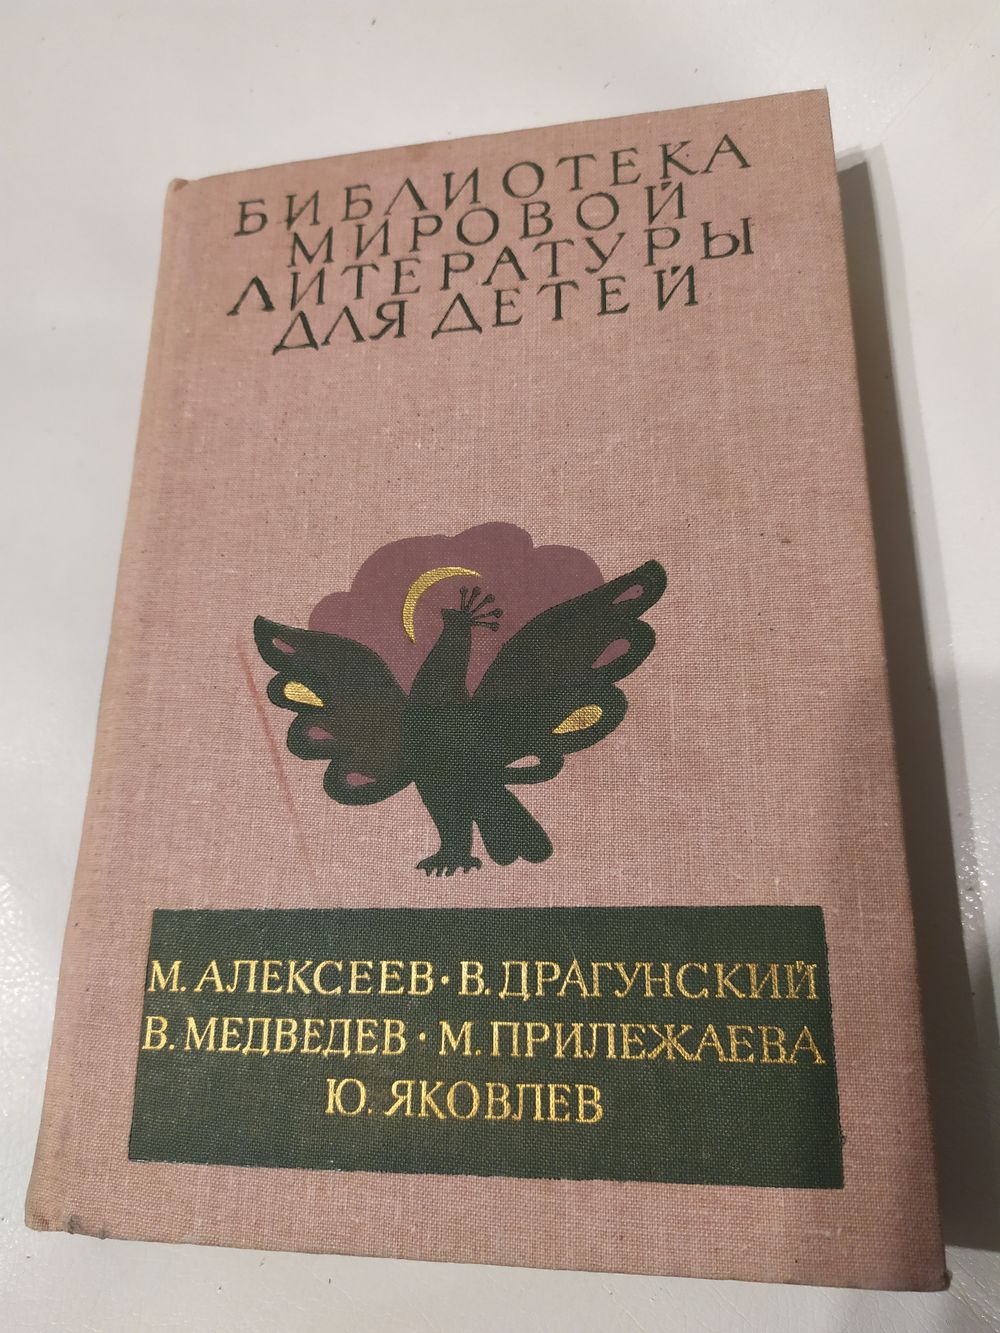 БИБЛИОТЕКА
МИРОВОЙ
ЛИТЕРАТУРЫ
ДЛЯ ДЕТЕЙ
М. АЛЕКСЕЕВ · В. ДРАГУНСКИЙ
В. МЕДВЕДЕВ · М. ПРИЛЕЖАЕВА
Ю. ЯКОВЛЕВ